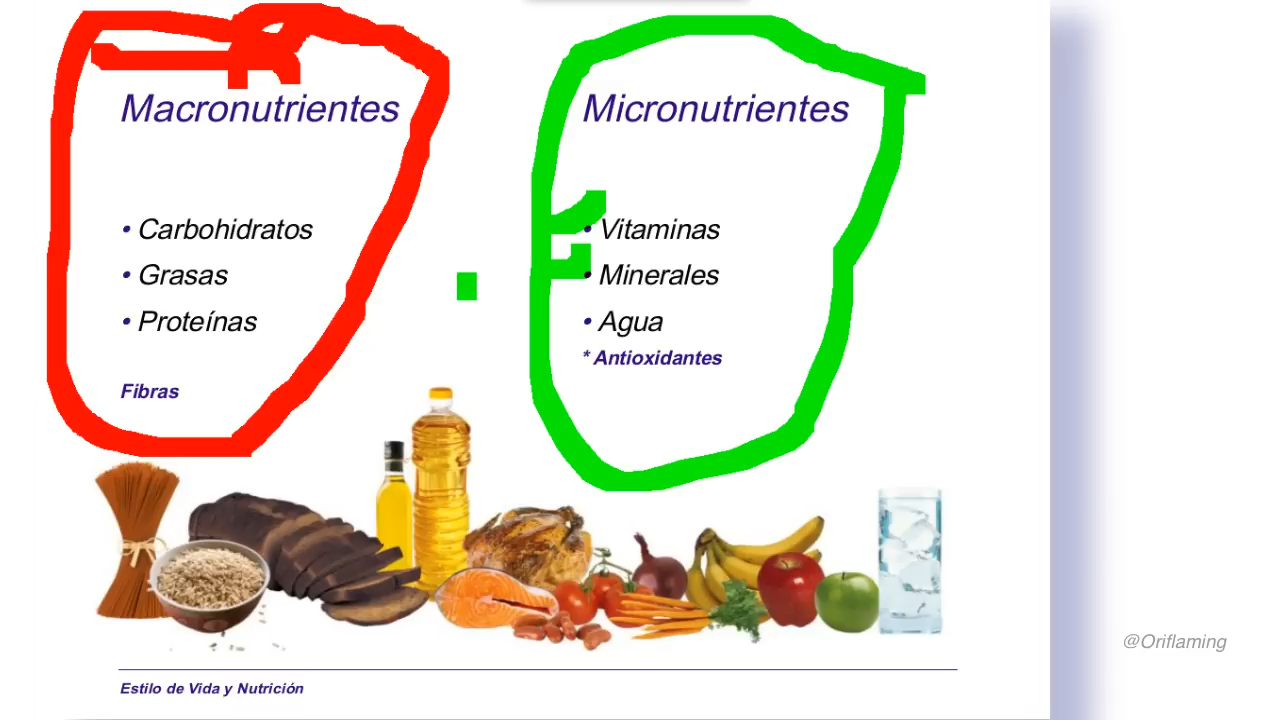 Macronutrientes
• Carbohidratos
• Grasas
• Proteínas
Fibras
Micronutrientes
• Vitaminas
• Minerales
• Agua
* Antioxidantes
@Oriflaming
Estilo de Vida y Nutrición